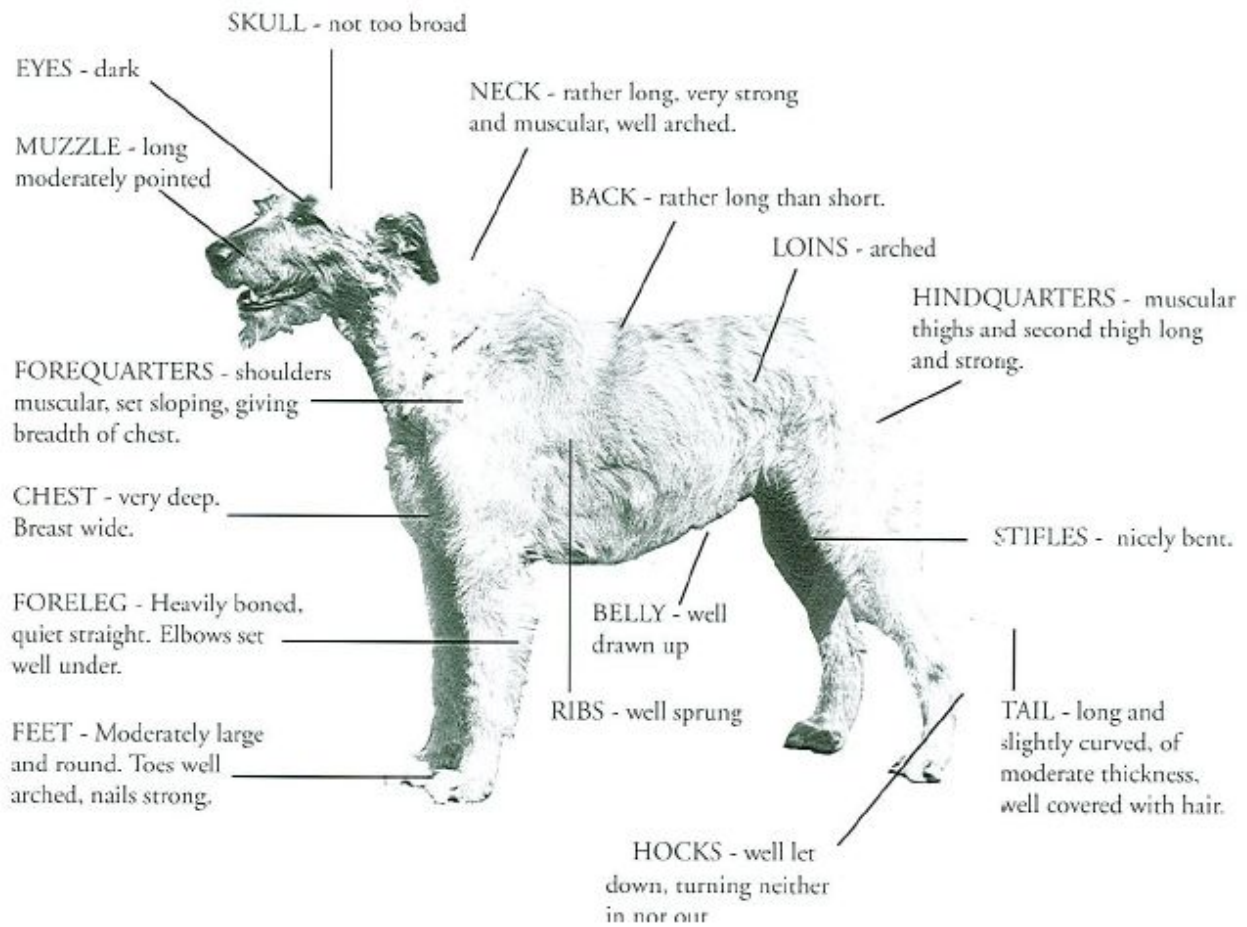 SKULL - not too broad
EYES - dark
NECK - rather long, very strong
and muscular, well arched.
MUZZLE - long
moderately pointed
BACK - rather long than short.
LOINS - arched
HINDQUARTERS - muscular
thighs and second thigh long
and strong.
FOREQUARTERS - shoulders
muscular, set sloping, giving
breadth of chest.
CHEST - very deep.
Breast wide.
STIFLES - nicely bent.
FORELEG - Heavily boned,
quiet straight. Elbows set
well under.
BELLY - well
drawn up
RIBS - well sprung
TAIL - long and
slightly curved, of
moderate thickness,
well covered with hair.
FEET - Moderately large
and round. Toes well
arched, nails strong.
HOCKS - well let
down, turning neither
in nor out